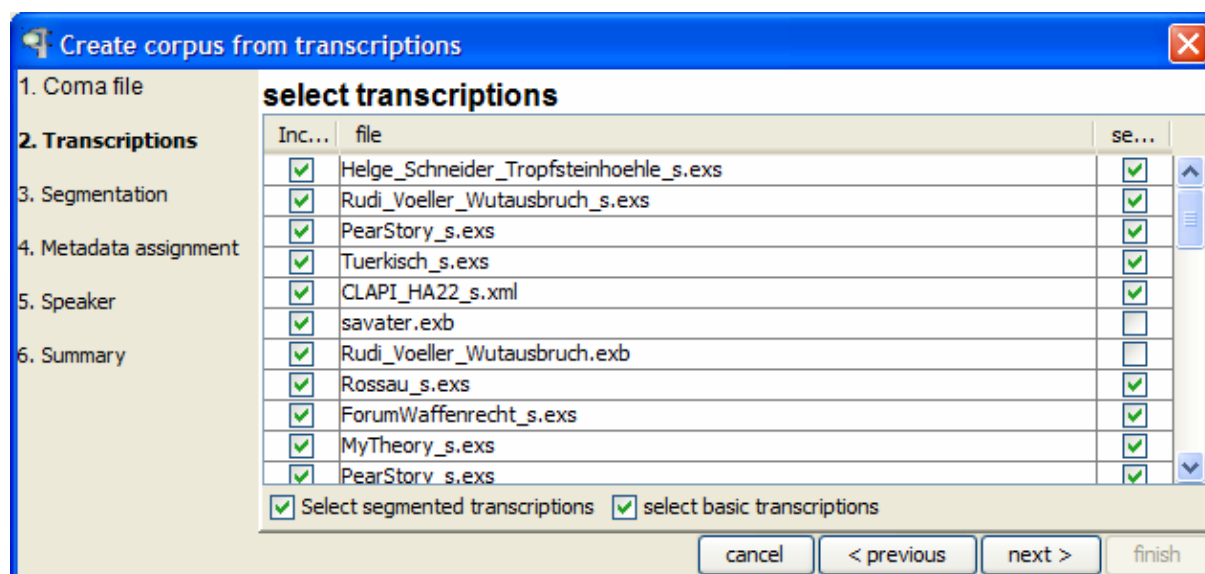 Create corpus from transcriptions
1. Coma file
2. Transcriptions
3. Segmentation
4. Metadata assignment
5. Speaker
6. Summary
select transcriptions
Inc... file se...
Helge_Schneider_Tropfsteinhoehle_s.exs
Rudi_Voeller_Wutausbruch_s.exs
PearStory_s.exs
Tuerkisch_s.exs
CLAPI_HA22_s.xml
savater.exb
Rudi_Voeller_Wutausbruch.exb
Rossau_s.exs
ForumWaffenrecht_s.exs
MyTheory_s.exs
PearStory_s.exs
Select segmented transcriptions select basic transcriptions
cancel < previous next > finish